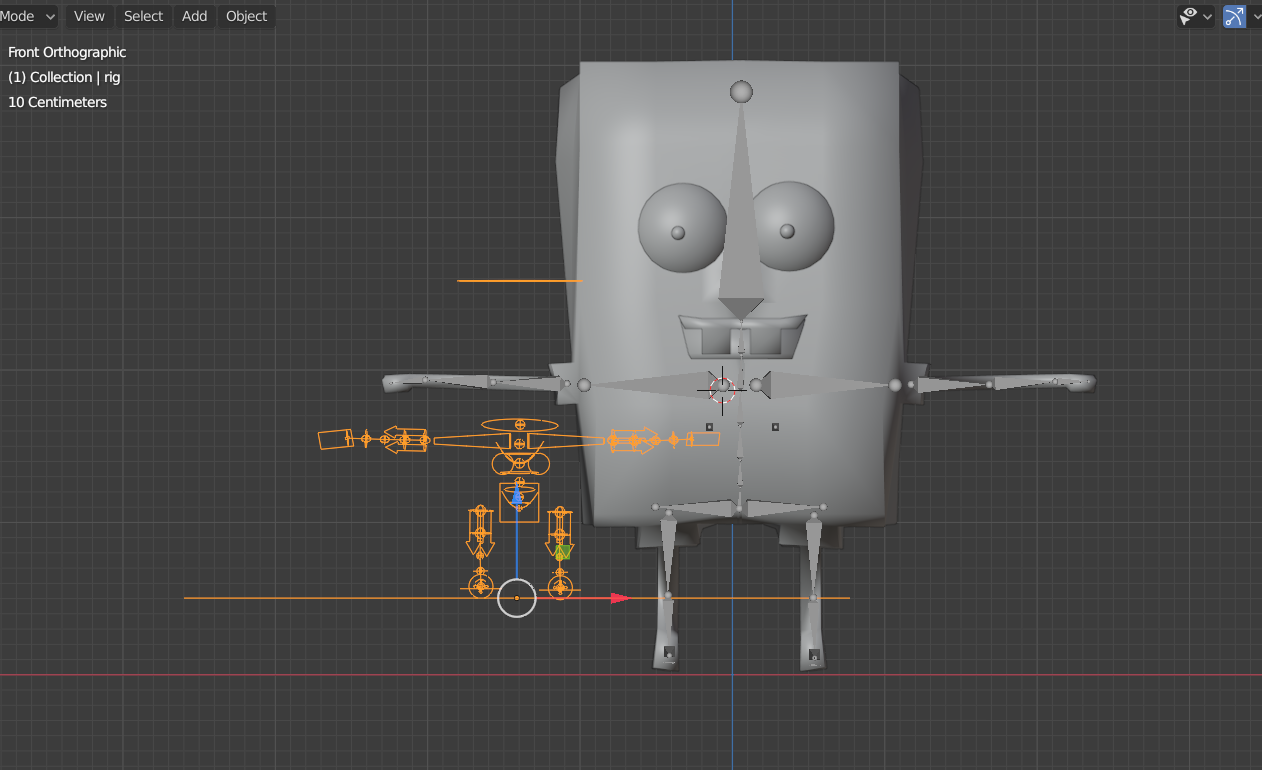 Mode View Select Add Object
Front Orthographic
(1) Collection | rig
10 Centimeters